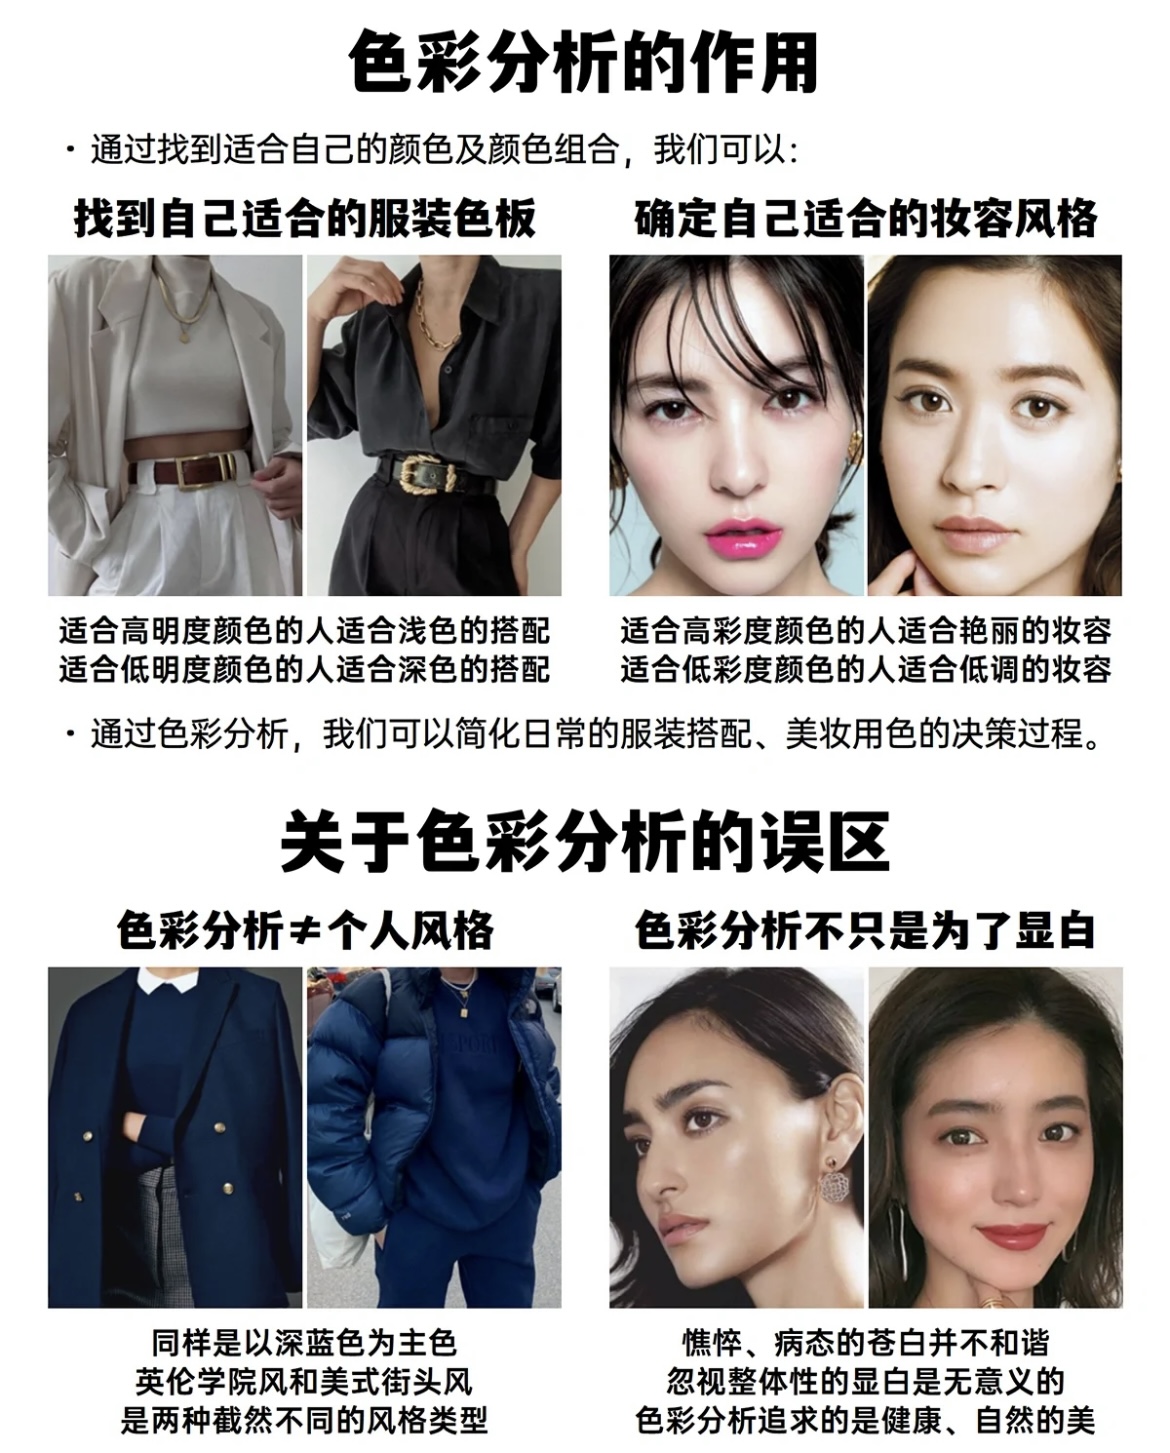 色彩分析的作用
· 通过找到适合自己的颜色及颜色组合，我们可以：
找到自己适合的服装色板
确定自己适合的妆容风格
适合高明度颜色的人适合浅色的搭配
适合低明度颜色的人适合深色的搭配
适合高彩度颜色的人适合艳丽的妆容
适合低彩度颜色的人适合低调的妆容
· 通过色彩分析，我们可以简化日常的服装搭配、美妆用色的决策过程。
关于色彩分析的误区
色彩分析≠个人风格
色彩分析不只是为了显白
同样是以深蓝色为主色
英伦学院风和美式街头风
是两种截然不同的风格类型
憔悴、病态的苍白并不和谐
忽视整体性的显白是无意义的
色彩分析追求的是健康、自然的美